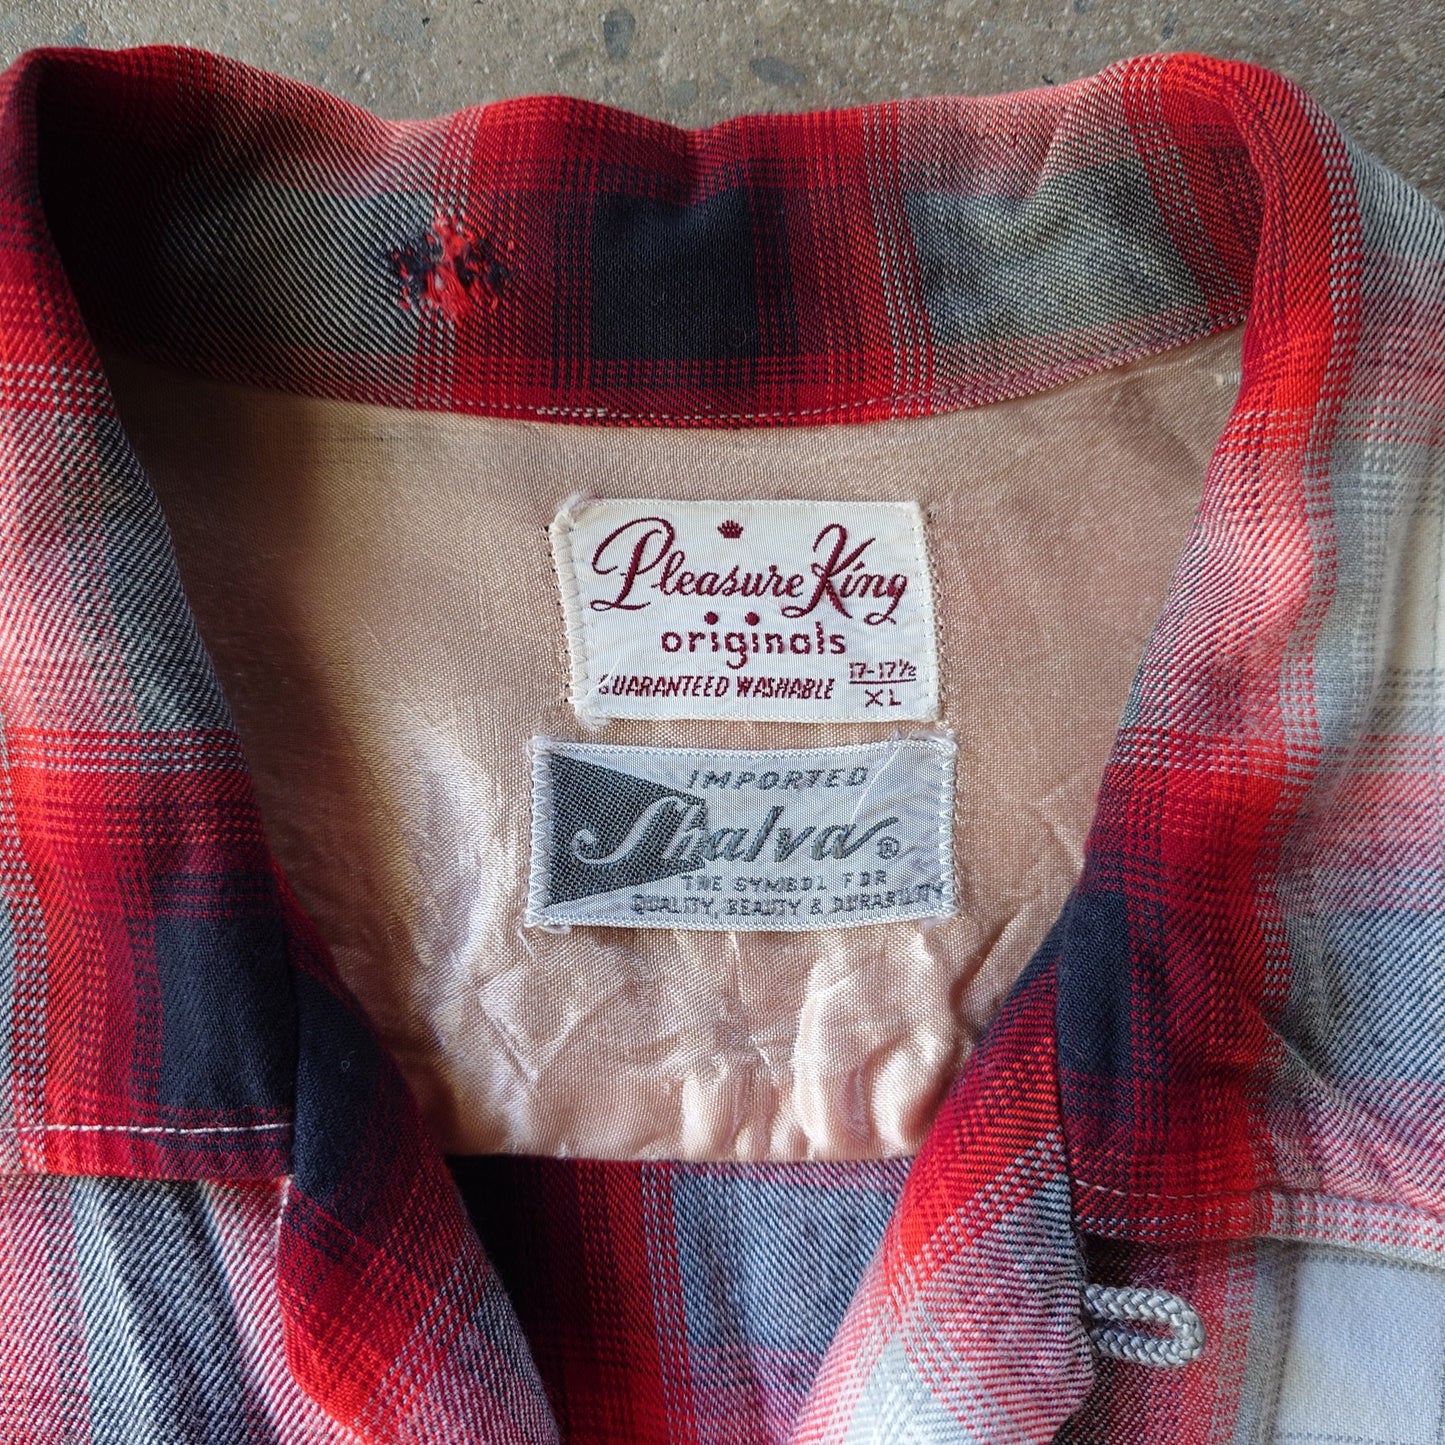 Pleasure King
originals
GUARANTEED WASHABLE 17-17½
XL
IMPORTED
Shalva®
THE SYMBOL FOR
QUALITY, BEAUTY & DURABILITY